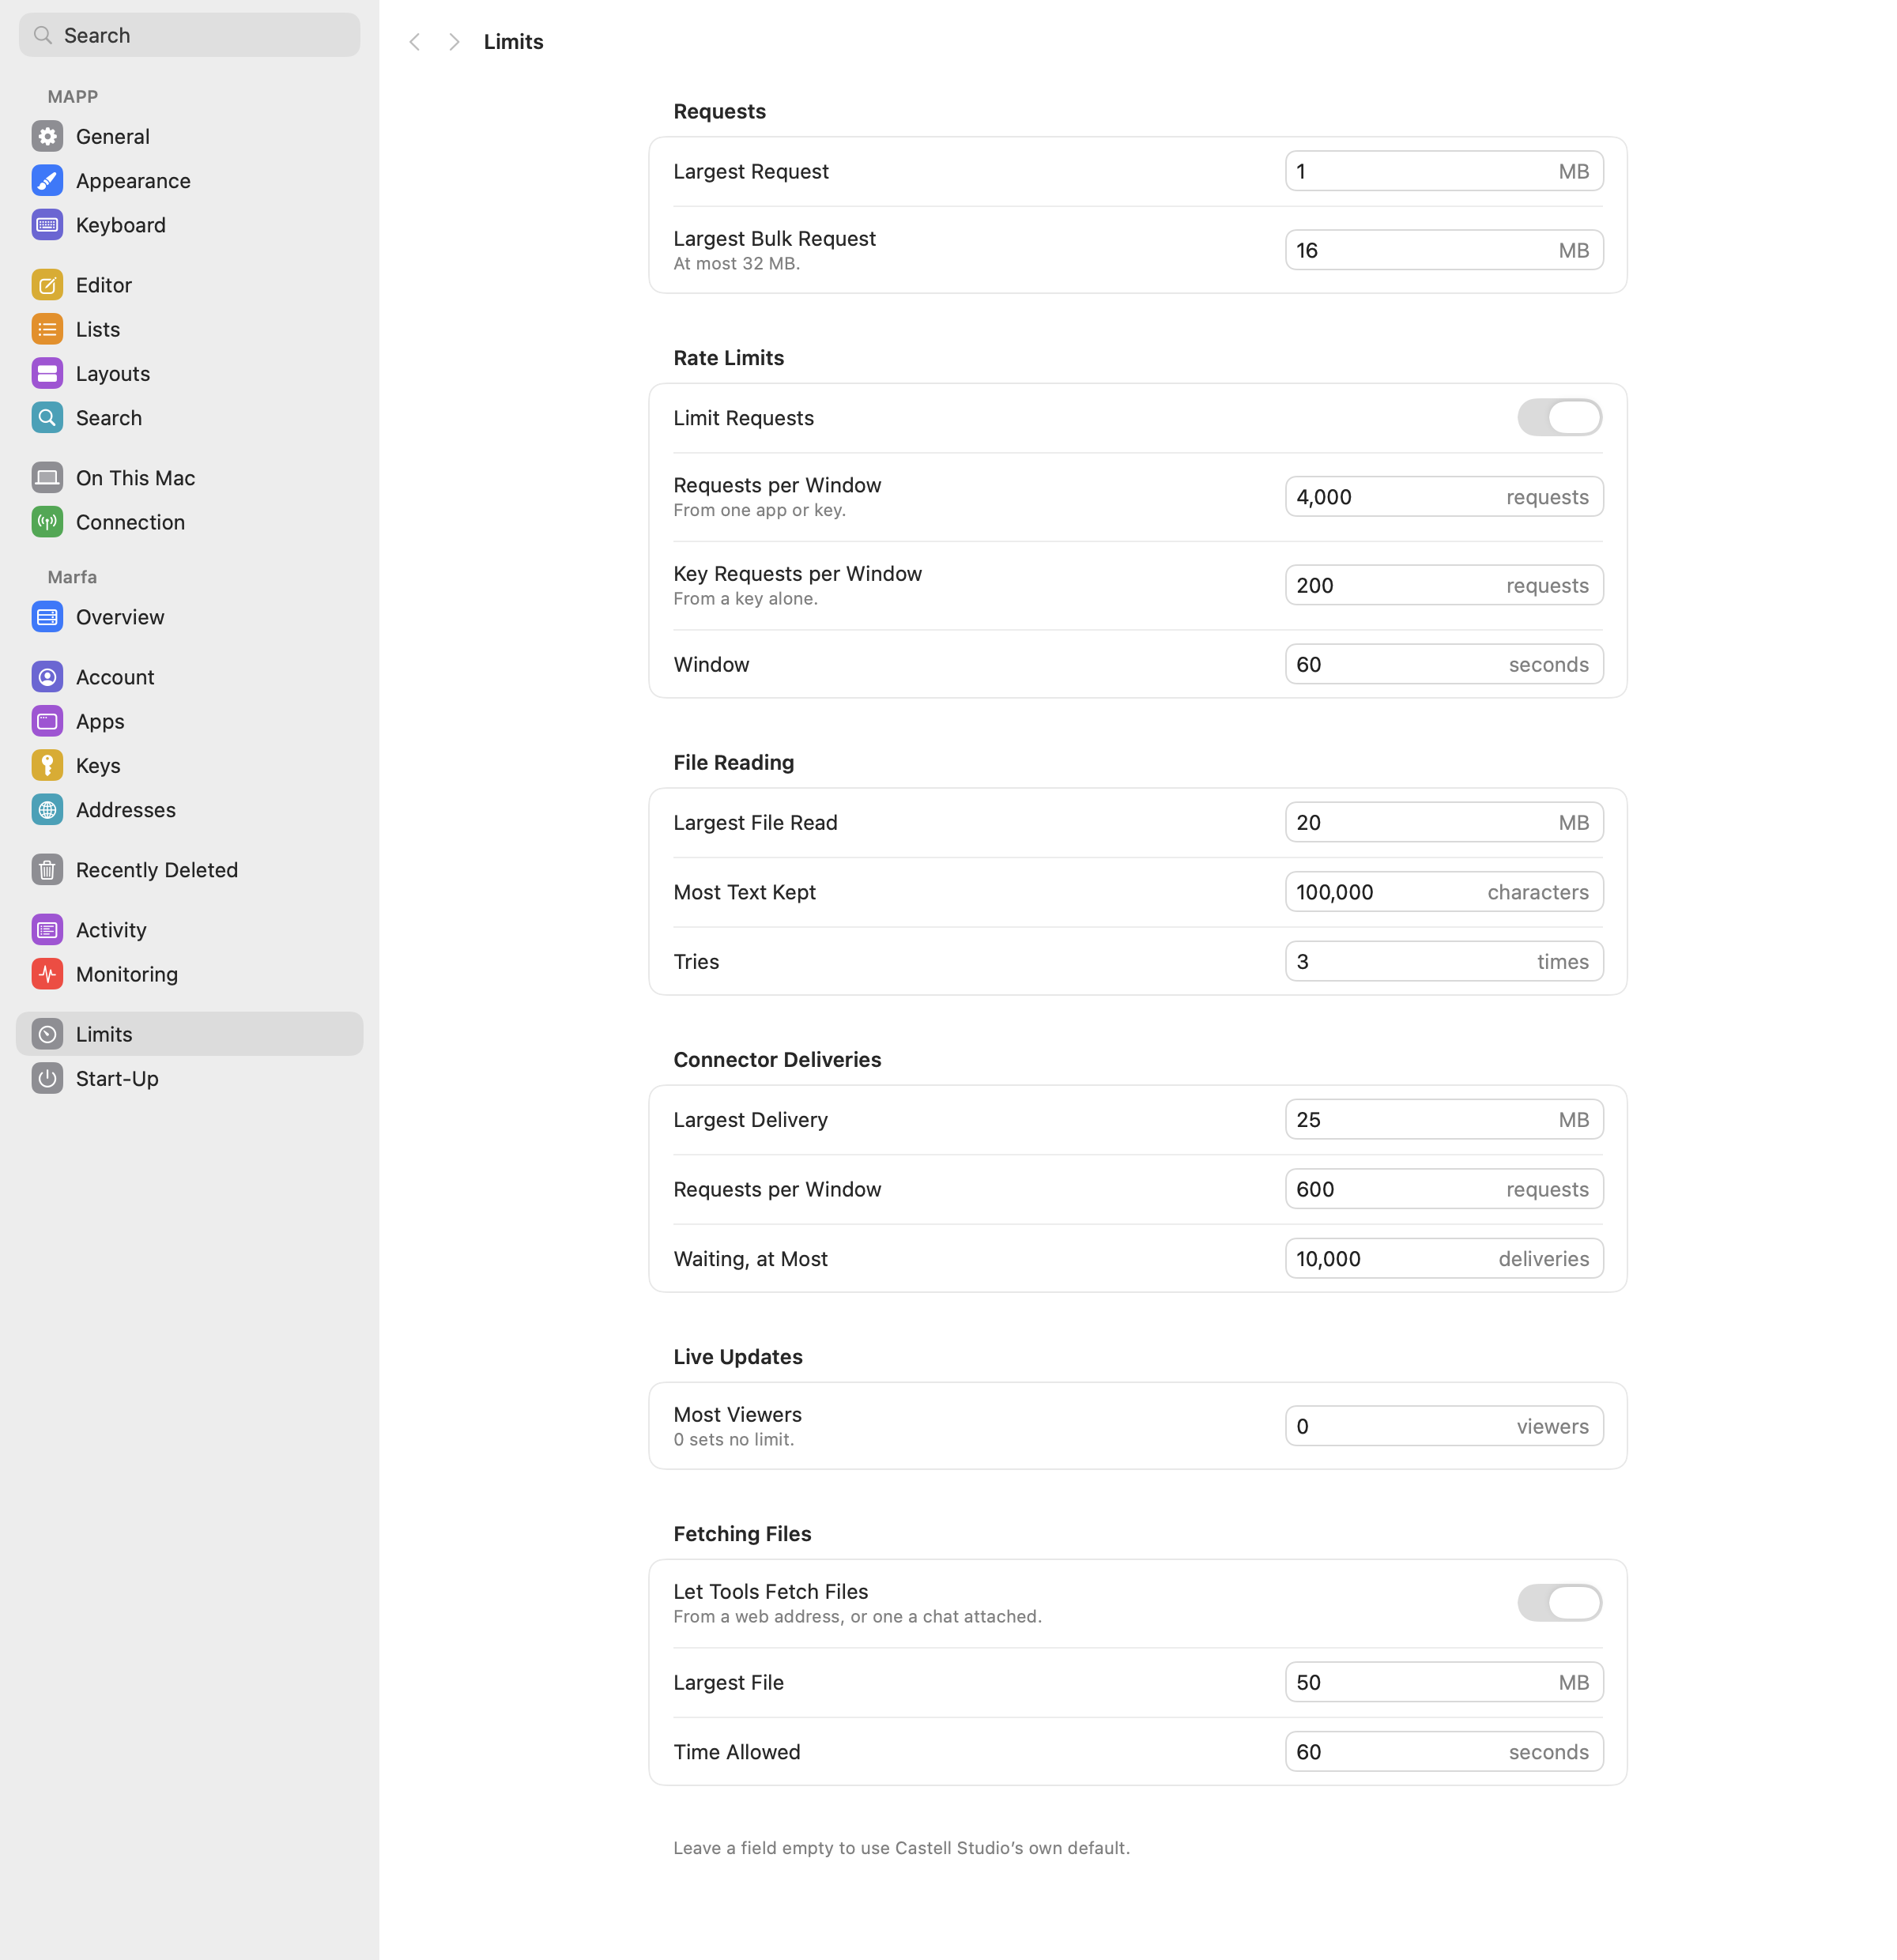 Search
MAPP
General
Appearance
Keyboard
Editor
Lists
Layouts
Search
On This Mac
Connection
Marfa
Overview
Account
Apps
Keys
Addresses
Recently Deleted
Activity
Monitoring
Limits
Start-Up
Limits
Requests
Largest Request 1 MB
Largest Bulk Request
At most 32 MB.
16 MB
Rate Limits
Limit Requests
Requests per Window
From one app or key.
4,000 requests
Key Requests per Window
From a key alone.
200 requests
Window 60 seconds
File Reading
Largest File Read 20 MB
Most Text Kept 100,000 characters
Tries 3 times
Connector Deliveries
Largest Delivery 25 MB
Requests per Window 600 requests
Waiting, at Most 10,000 deliveries
Live Updates
Most Viewers
0 sets no limit.
0 viewers
Fetching Files
Let Tools Fetch Files
From a web address, or one a chat attached.
Largest File 50 MB
Time Allowed 60 seconds
Leave a field empty to use Castell Studio’s own default.